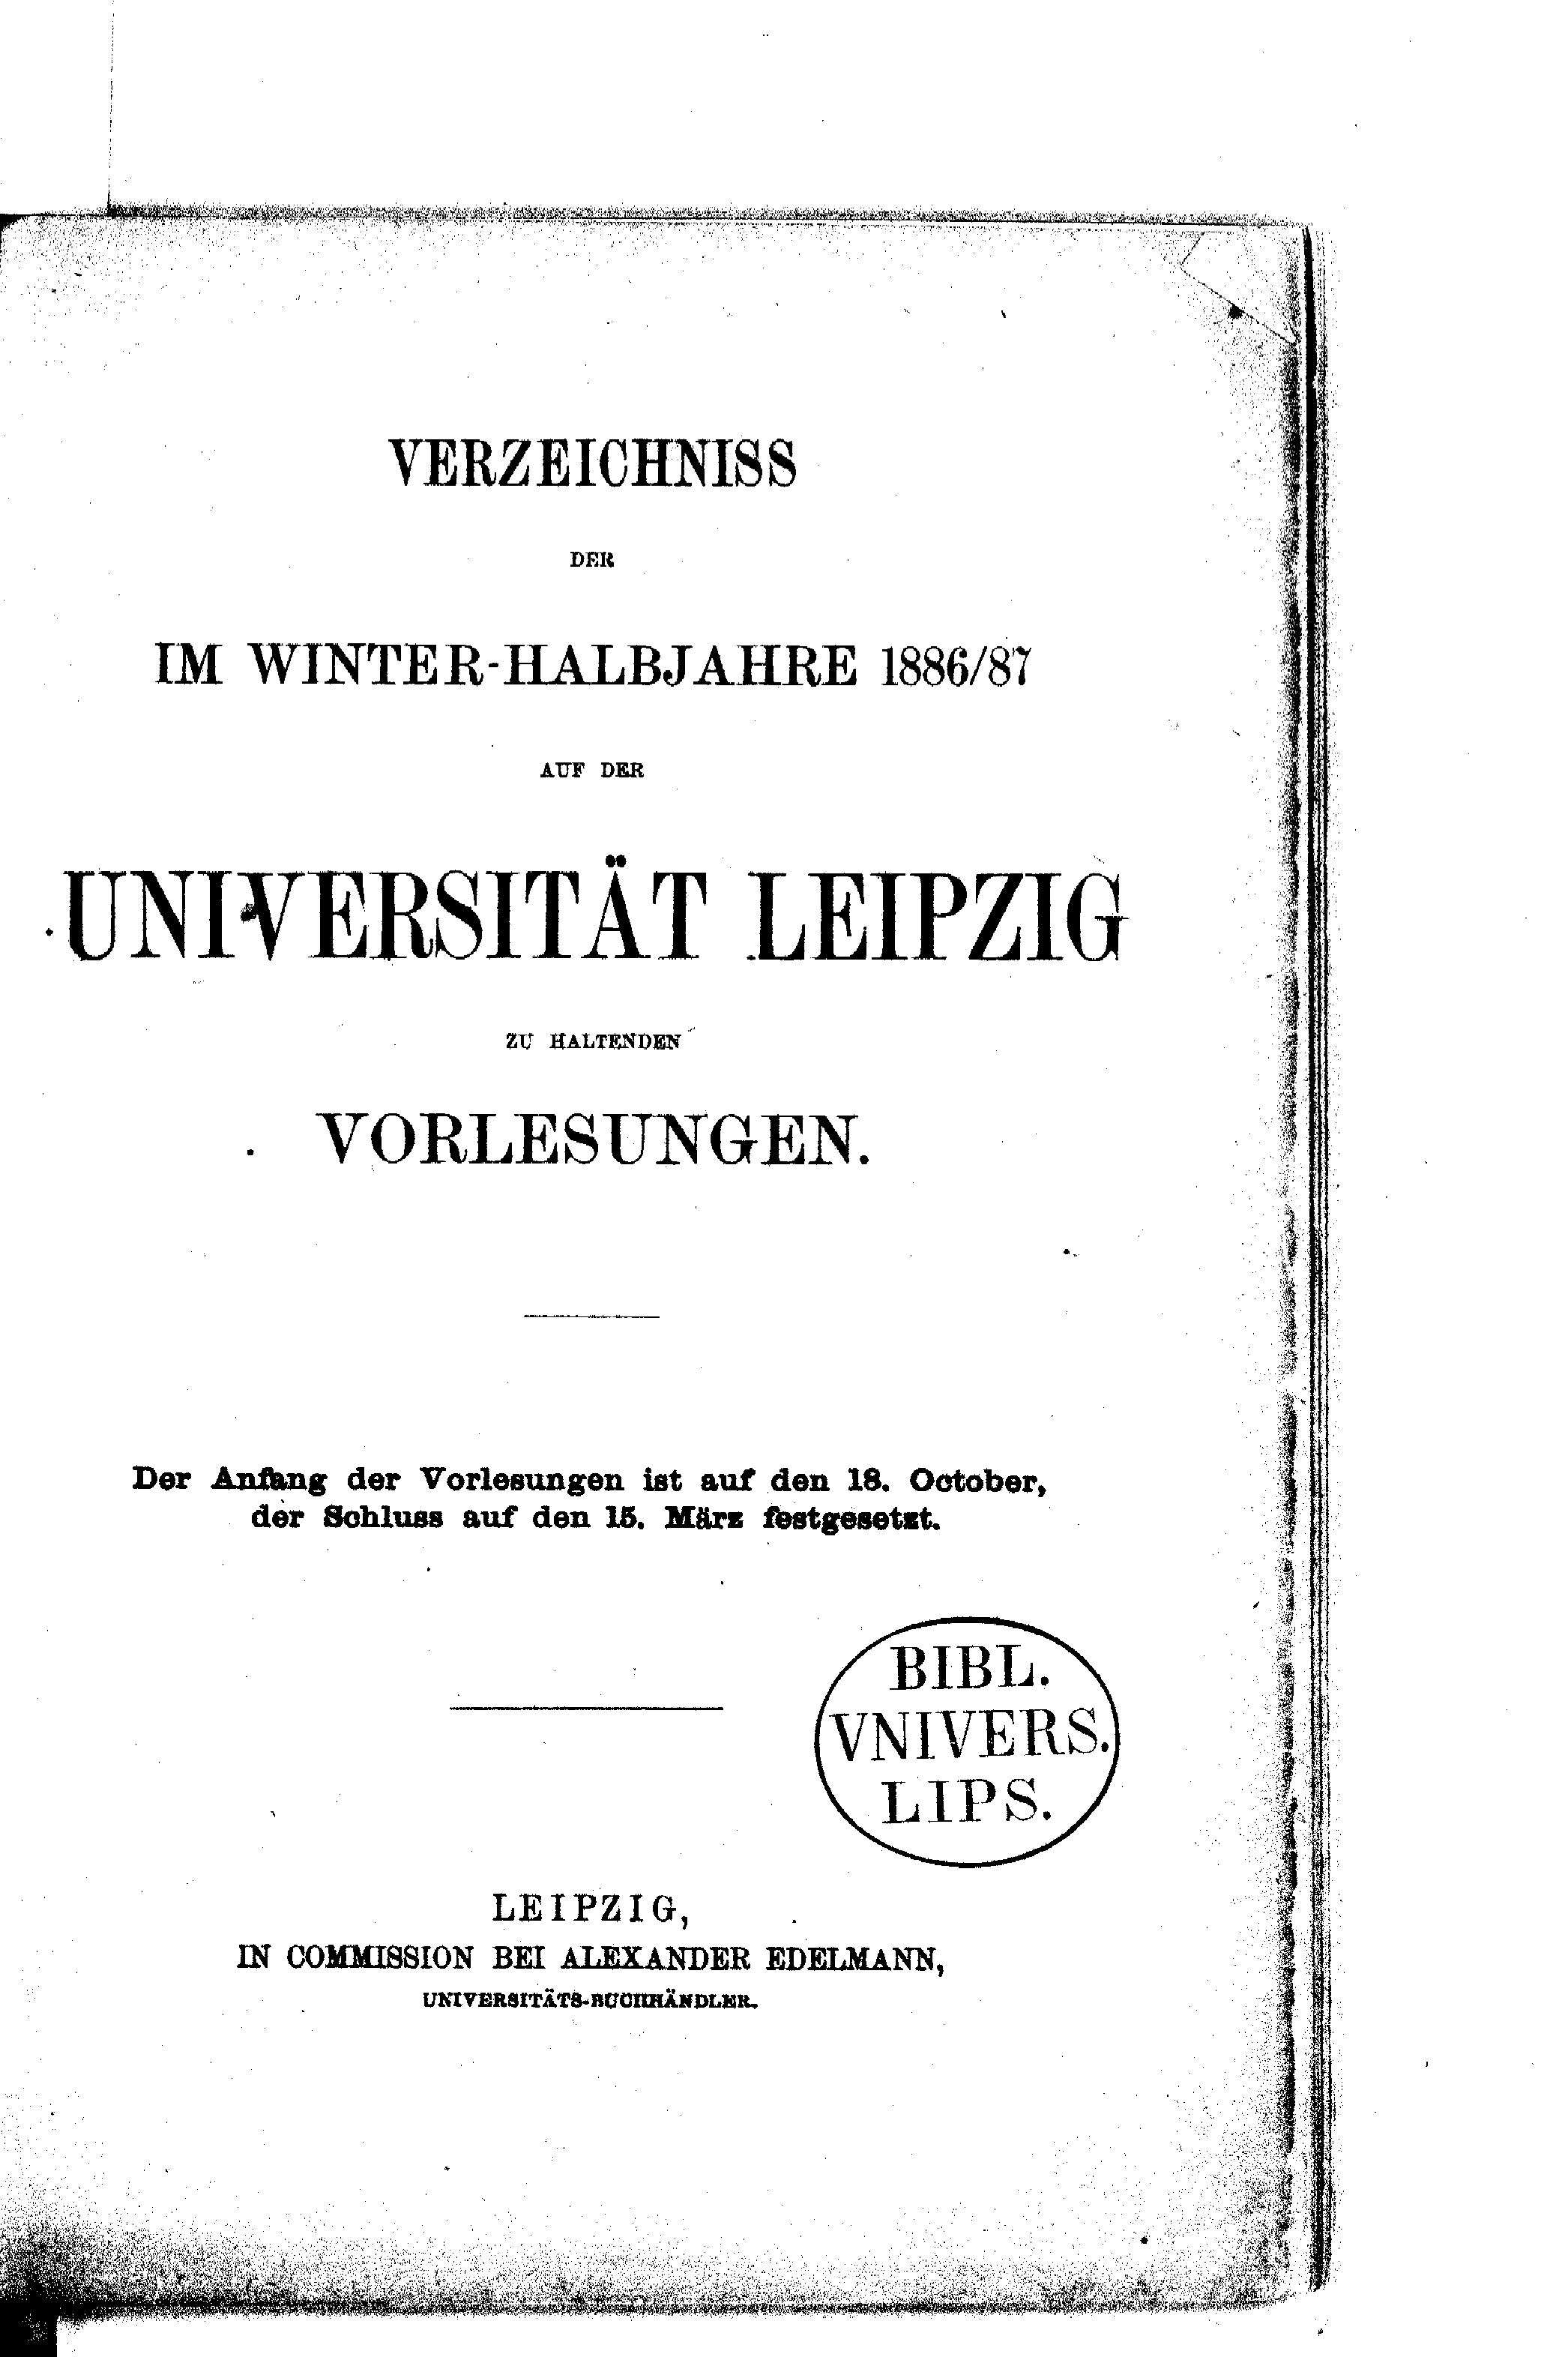 VERZEICHNISS
DER
IM WINTER-HALBJAHRE 1886/87
AUF DER
UNIVERSITÄT LEIPZIG
ZU HALTENDEN
VORLESUNGEN.
Der Anfang der Vorlesungen ist auf den 18. October,
der Schluss auf den 15. März festgesetzt.
BIBL.
VNIVERS.
LIPS.
LEIPZIG,
IN COMMISSION BEI ALEXANDER EDELMANN,
UNIVERSITÄTS-BUCHHÄNDLER.